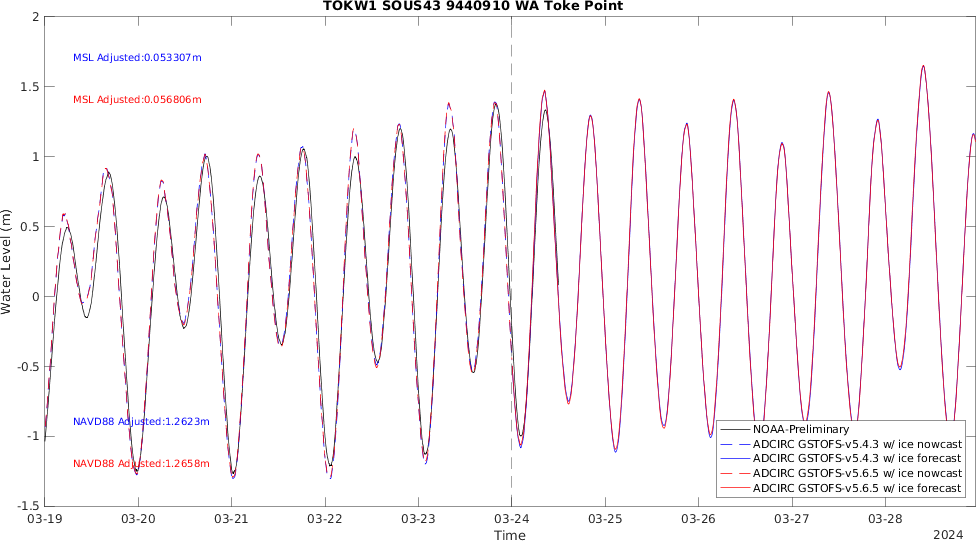 TOKW1 SOUS43 9440910 WA Toke Point
2
1.5
1
0.5
0
-0.5
-1
-1.5
Water Level (m)
MSL Adjusted:0.053307m
MSL Adjusted:0.056806m
NAVD88 Adjusted:1.2623m
NAVD88 Adjusted:1.2658m
NOAA-Preliminary
ADCIRC GSTOFS-v5.4.3 w/ ice nowcast
ADCIRC GSTOFS-v5.4.3 w/ ice forecast
ADCIRC GSTOFS-v5.6.5 w/ ice nowcast
ADCIRC GSTOFS-v5.6.5 w/ ice forecast
03-19 03-20 03-21 03-22 03-23 03-24 03-25 03-26 03-27 03-28
Time
2024